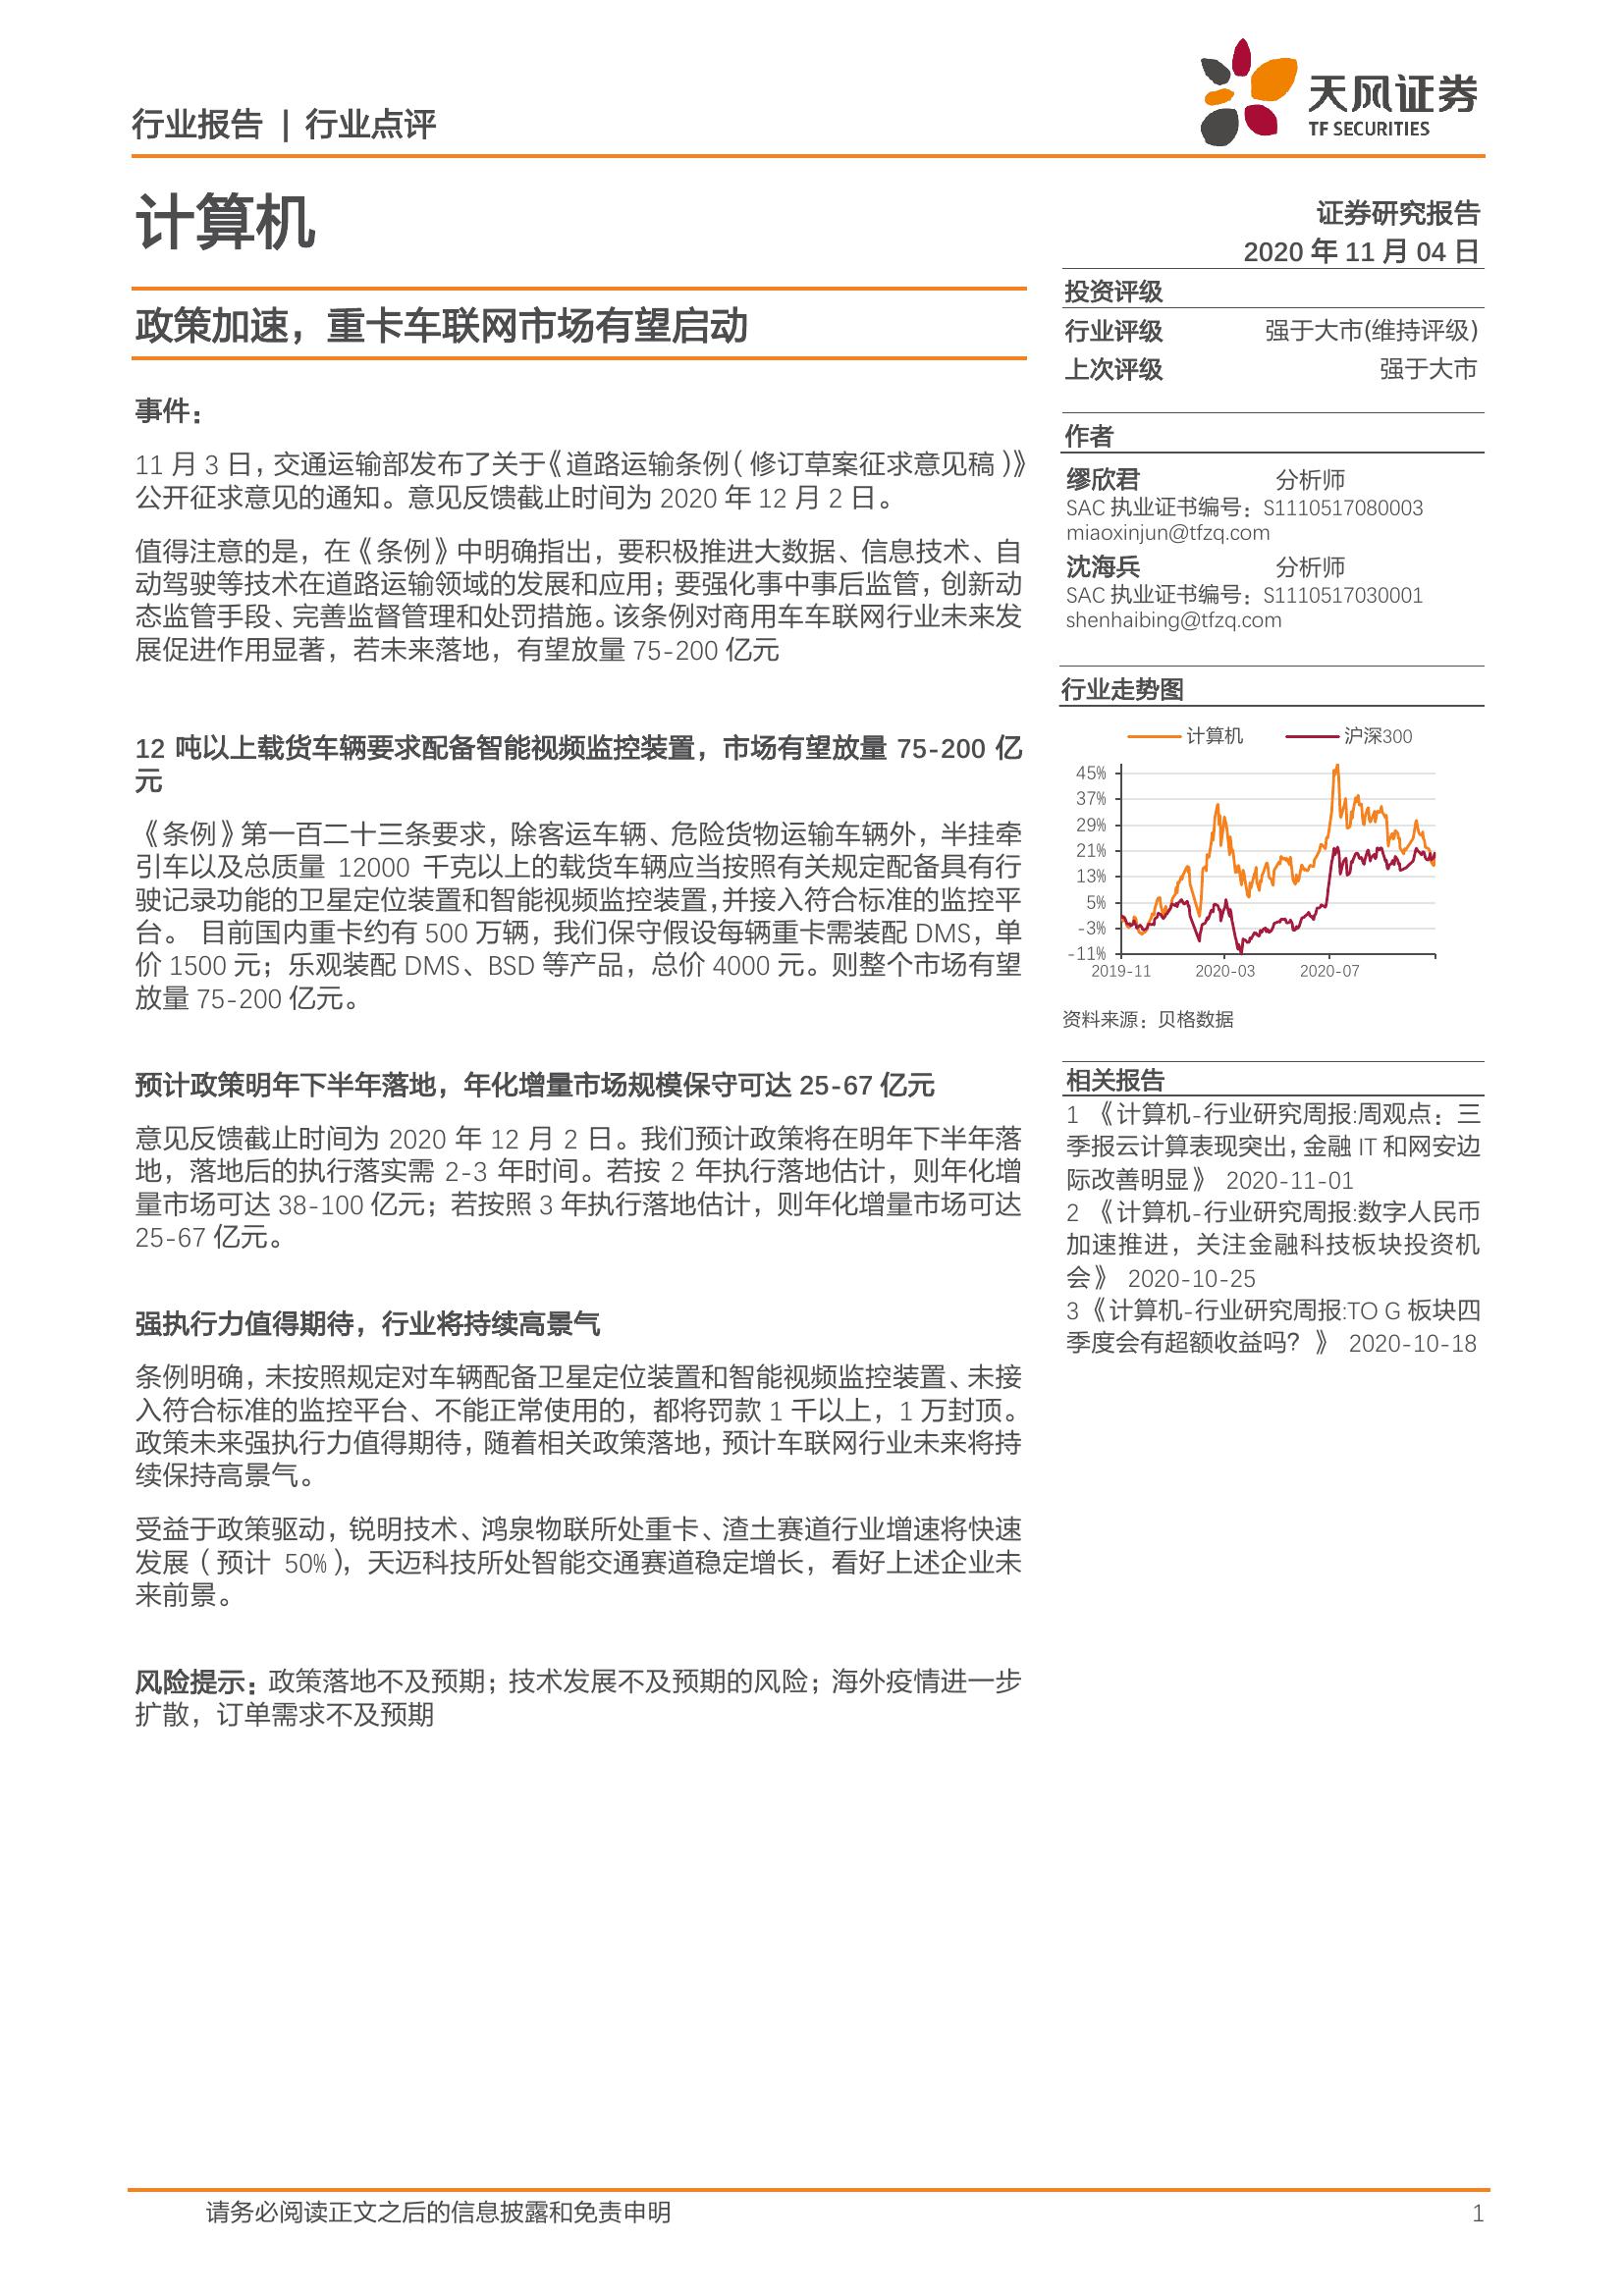 行业报告 | 行业点评
天风证券
TF SECURITIES
计算机
证券研究报告
2020 年 11 月 04 日
政策加速，重卡车联网市场有望启动
事件：
11 月 3 日，交通运输部发布了关于《道路运输条例（修订草案征求意见稿）》
公开征求意见的通知。意见反馈截止时间为 2020 年 12 月 2 日。
值得注意的是，在《条例》中明确指出，要积极推进大数据、信息技术、自
动驾驶等技术在道路运输领域的发展和应用；要强化事中事后监管，创新动
态监管手段、完善监督管理和处罚措施。该条例对商用车车联网行业未来发
展促进作用显著，若未来落地，有望放量 75-200 亿元
12 吨以上载货车辆要求配备智能视频监控装置，市场有望放量 75-200 亿
元
《条例》第一百二十三条要求，除客运车辆、危险货物运输车辆外，半挂牵
引车以及总质量 12000 千克以上的载货车辆应当按照有关规定配备具有行
驶记录功能的卫星定位装置和智能视频监控装置，并接入符合标准的监控平
台。 目前国内重卡约有 500 万辆，我们保守假设每辆重卡需装配 DMS，单
价 1500 元；乐观装配 DMS、BSD 等产品，总价 4000 元。则整个市场有望
放量 75-200 亿元。
预计政策明年下半年落地，年化增量市场规模保守可达 25-67 亿元
意见反馈截止时间为 2020 年 12 月 2 日。我们预计政策将在明年下半年落
地，落地后的执行落实需 2-3 年时间。若按 2 年执行落地估计，则年化增
量市场可达 38-100 亿元；若按照 3 年执行落地估计，则年化增量市场可达
25-67 亿元。
强执行力值得期待，行业将持续高景气
条例明确，未按照规定对车辆配备卫星定位装置和智能视频监控装置、未接
入符合标准的监控平台、不能正常使用的，都将罚款 1 千以上，1 万封顶。
政策未来强执行力值得期待，随着相关政策落地，预计车联网行业未来将持
续保持高景气。
受益于政策驱动，锐明技术、鸿泉物联所处重卡、渣土赛道行业增速将快速
发展（预计 50%），天迈科技所处智能交通赛道稳定增长，看好上述企业未
来前景。
风险提示：政策落地不及预期；技术发展不及预期的风险；海外疫情进一步
扩散，订单需求不及预期
投资评级
行业评级 强于大市(维持评级)
上次评级 强于大市
作者
缪欣君 分析师
SAC 执业证书编号：S1110517080003
miaoxinjun@tfzq.com
沈海兵 分析师
SAC 执业证书编号：S1110517030001
shenhaibing@tfzq.com
行业走势图
计算机 沪深300
45%
37%
29%
21%
13%
5%
-3%
-11%
2019-11 2020-03 2020-07
资料来源：贝格数据
相关报告
1 《计算机-行业研究周报:周观点：三
季报云计算表现突出，金融 IT 和网安边
际改善明显》 2020-11-01
2 《计算机-行业研究周报:数字人民币
加速推进，关注金融科技板块投资机
会》 2020-10-25
3《计算机-行业研究周报:TO G 板块四
季度会有超额收益吗？》 2020-10-18
请务必阅读正文之后的信息披露和免责申明 1